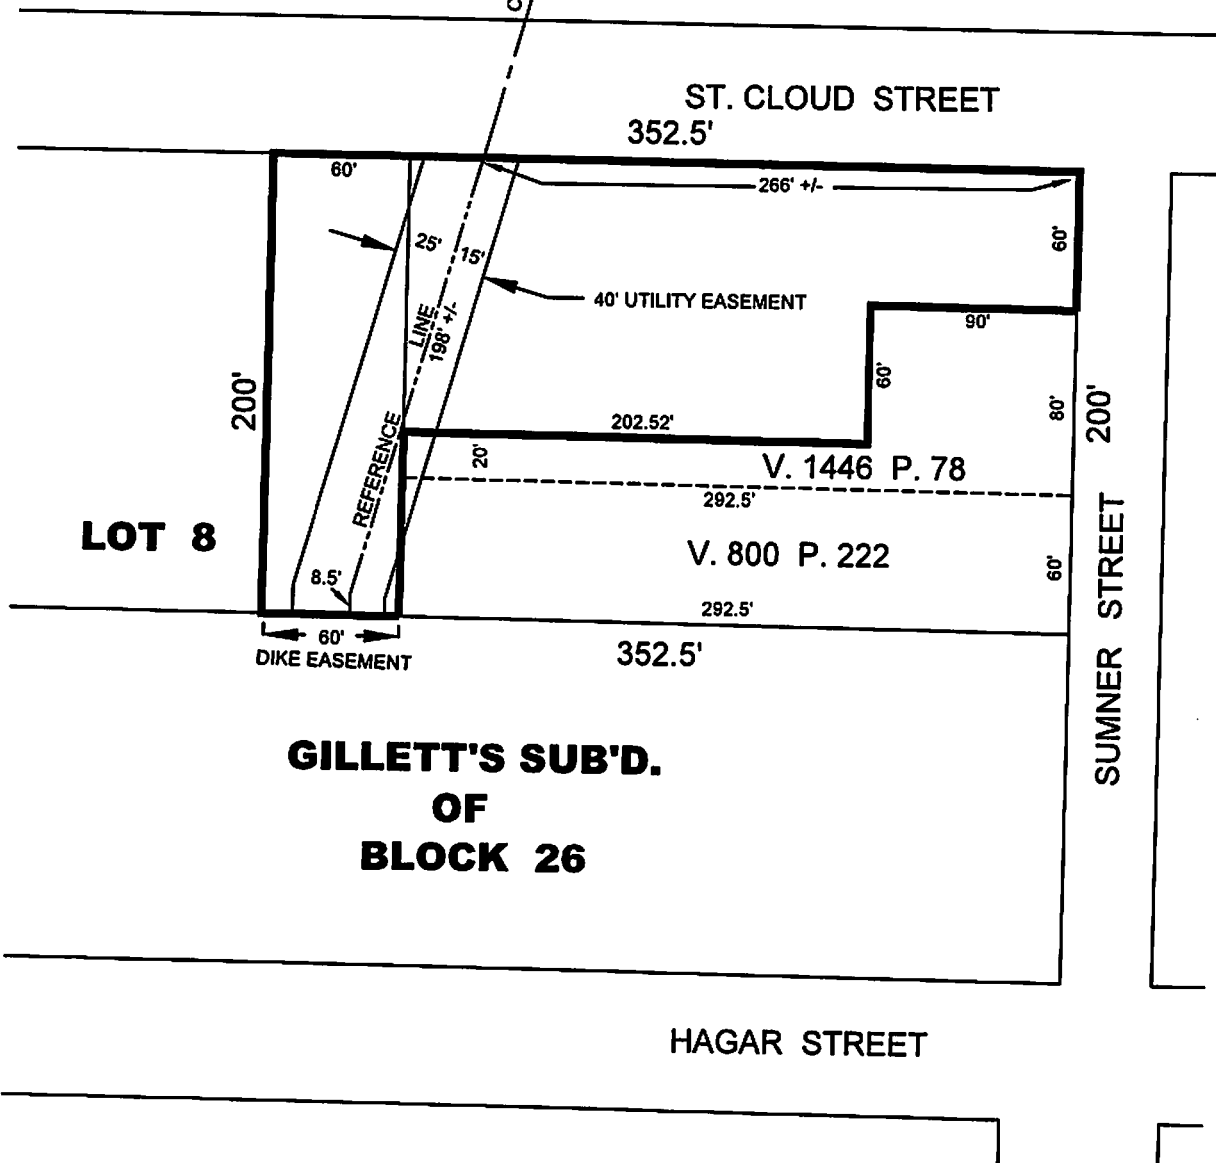 ST. CLOUD STREET
352.5'
60'
266' +/-
25'
15'
60'
40' UTILITY EASEMENT
LINE
198' +/-
90'
60'
200'
80'
200'
202.52'
REFERENCE
20'
V. 1446 P. 78
292.5'
LOT 8
V. 800 P. 222
60'
8.5'
292.5'
60'
DIKE EASEMENT
352.5'
SUMNER STREET
GILLETT'S SUB'D.
OF
BLOCK 26
HAGAR STREET